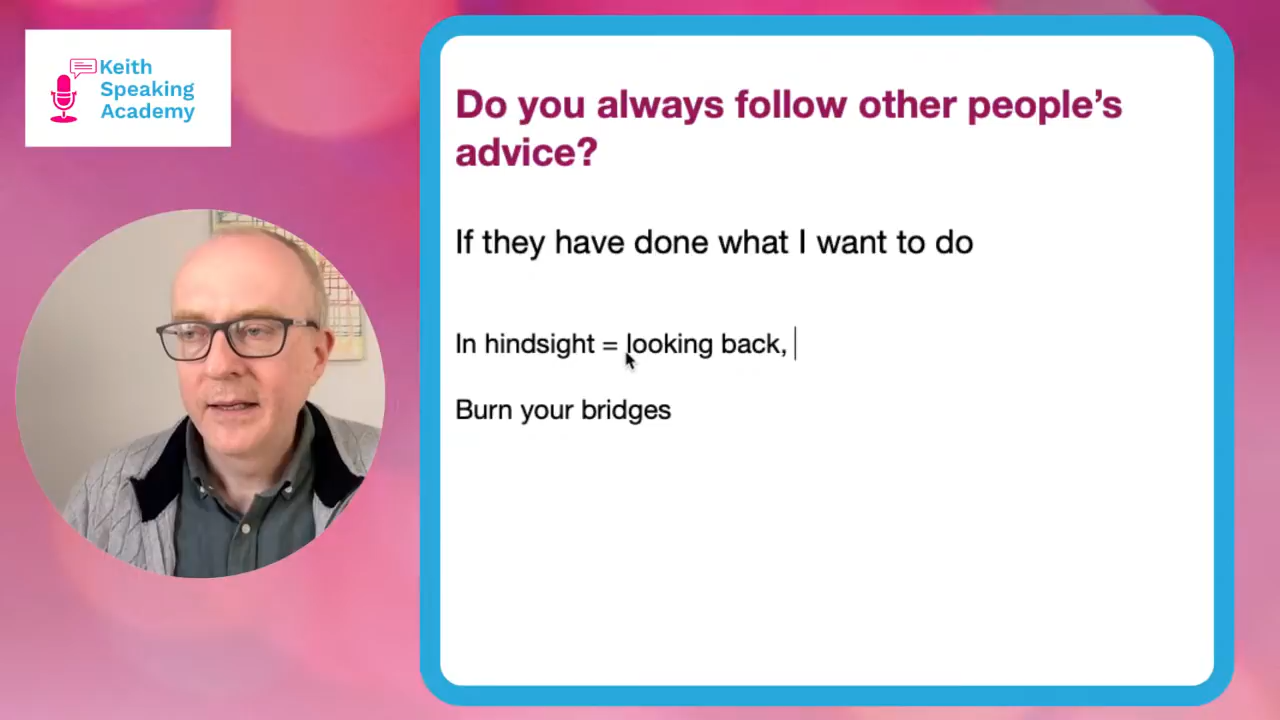 Keith
Speaking
Academy
Do you always follow other people’s
advice?
If they have done what I want to do
In hindsight = looking back,
Burn your bridges